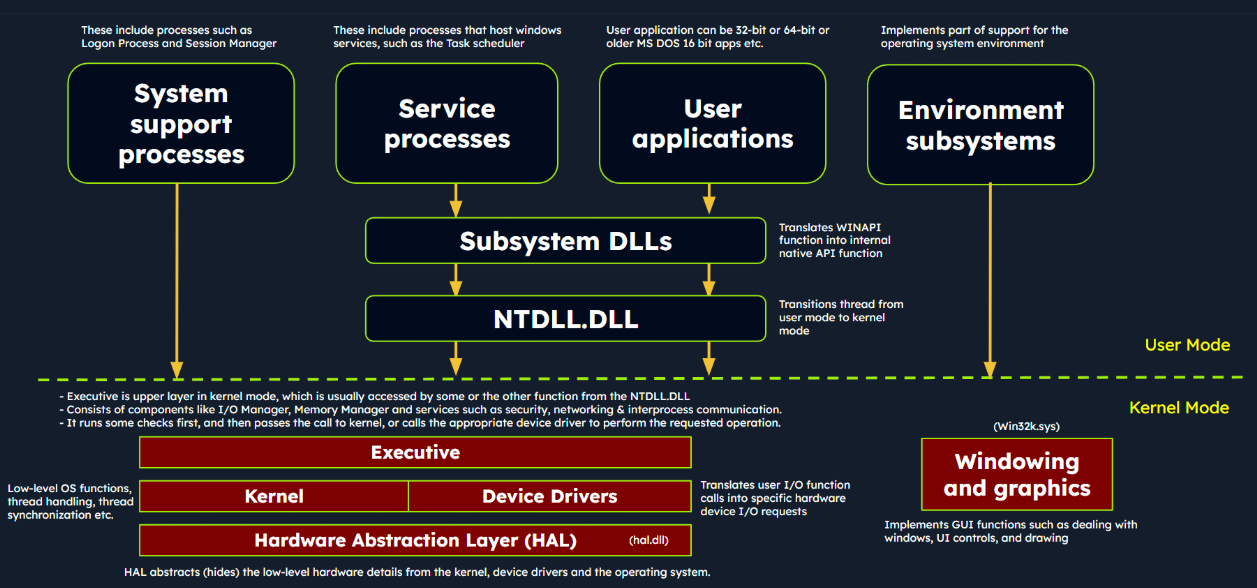 These include processes such as
Logon Process and Session Manager
These include processes that host windows
services, such as the Task scheduler
User application can be 32-bit or 64-bit or
older MS DOS 16 bit apps etc.
Implements part of support for the
operating system environment
System
support
processes
Service
processes
User
applications
Environment
subsystems
Subsystem DLLs
Translates WINAPI
function into internal
native API function
NTDLL.DLL
Transitions thread from
user mode to kernel
mode
User Mode
Kernel Mode
- Executive is upper layer in kernel mode, which is usually accessed by some or the other function from the NTDLL.DLL
- Consists of components like I/O Manager, Memory Manager and services such as security, networking & interprocess communication.
- It runs some checks first, and then passes the call to kernel, or calls the appropriate device driver to perform the requested operation.
Executive
Low-level OS functions,
thread handling, thread
synchronization etc.
Kernel
Device Drivers
Translates user I/O function
calls into specific hardware
device I/O requests
Hardware Abstraction Layer (HAL)
(hal.dll)
HAL abstracts (hides) the low-level hardware details from the kernel, device drivers and the operating system.
(Win32k.sys)
Windowing
and graphics
Implements GUI functions such as dealing with
windows, UI controls, and drawing